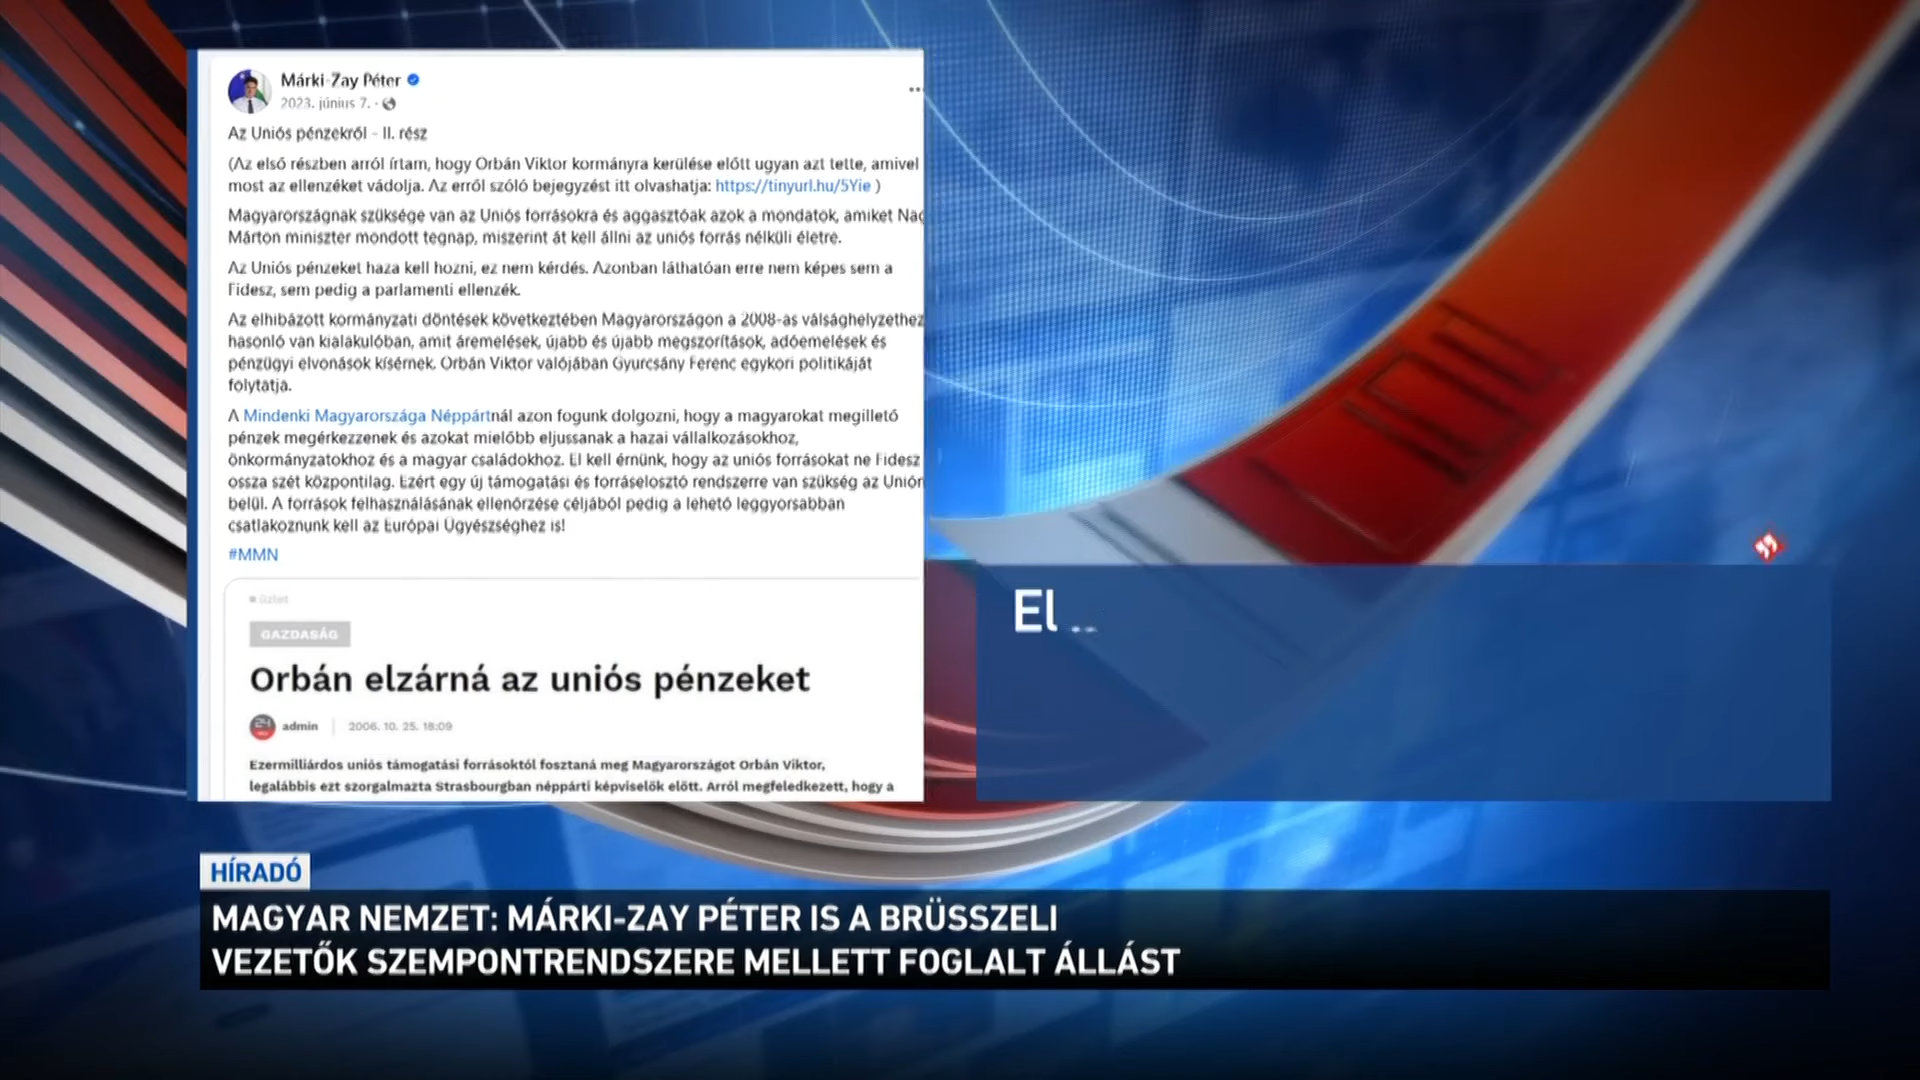 Márki-Zay Péter
2023. június 7. ·
Az Uniós pénzekről - II. rész
(Az első részben arról írtam, hogy Orbán Viktor kormányra kerülése előtt ugyan azt tette, amivel
most az ellenzéket vádolja. Az erről szóló bejegyzést itt olvashatja: https://tinyurl.hu/5Yie )
Magyarországnak szüksége van az Uniós forrásokra és aggasztóak azok a mondatok, amiket Nag
Márton miniszter mondott tegnap, miszerint át kell állni az uniós forrás nélküli életre.
Az Uniós pénzeket haza kell hozni, ez nem kérdés. Azonban láthatóan erre nem képes sem a
Fidesz, sem pedig a parlamenti ellenzék.
Az elhibázott kormányzati döntések következtében Magyarországon a 2008-as válsághelyzethez
hasonló van kialakulóban, amit áremelések, újabb és újabb megszorítások, adóemelések és
pénzügyi elvonások kísérnek. Orbán Viktor valójában Gyurcsány Ferenc egykori politikáját
folytatja.
A Mindenki Magyarországa Néppártnál azon fogunk dolgozni, hogy a magyarokat megillető
pénzek megérkezzenek és azokat mielőbb eljussanak a hazai vállalkozásokhoz,
önkormányzatokhoz és a magyar családokhoz. El kell érnünk, hogy az uniós forrásokat ne Fidesz
ossza szét központilag. Ezért egy új támogatási és forráselosztó rendszerre van szükség az Unión
belül. A források felhasználásának ellenőrzése céljából pedig a lehető leggyorsabban
csatlakoznunk kell az Európai Ügyészséghez is!
#MMN
üzlet
GAZDASÁG
Orbán elzárná az uniós pénzeket
24
admin
2006. 10. 25. 18:09
Ezermilliárdos uniós támogatási forrásoktól fosztaná meg Magyarországot Orbán Viktor,
legalábbis ezt szorgalmazta Strasbourgban néppárti képviselők előtt. Arról megfeledkezett, hogy a
El
HÍRADÓ
MAGYAR NEMZET: MÁRKI-ZAY PÉTER IS A BRÜSSZELI
VEZETŐK SZEMPONTRENDSZERE MELLETT FOGLALT ÁLLÁST